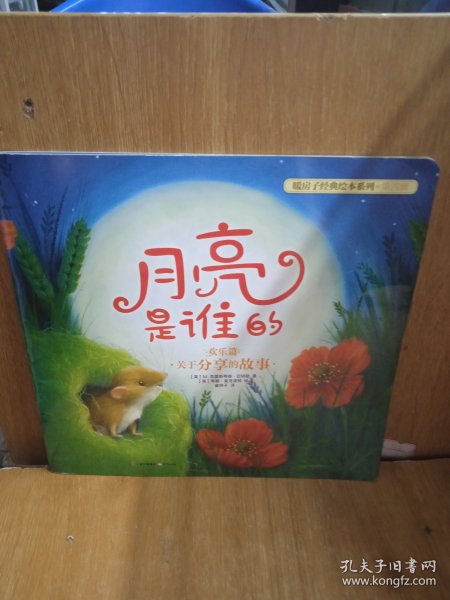 暖房子经典绘本系列
月亮
是谁的
欢乐篇
·关于分享的故事·
孔夫子旧书网
www.kongfz.com